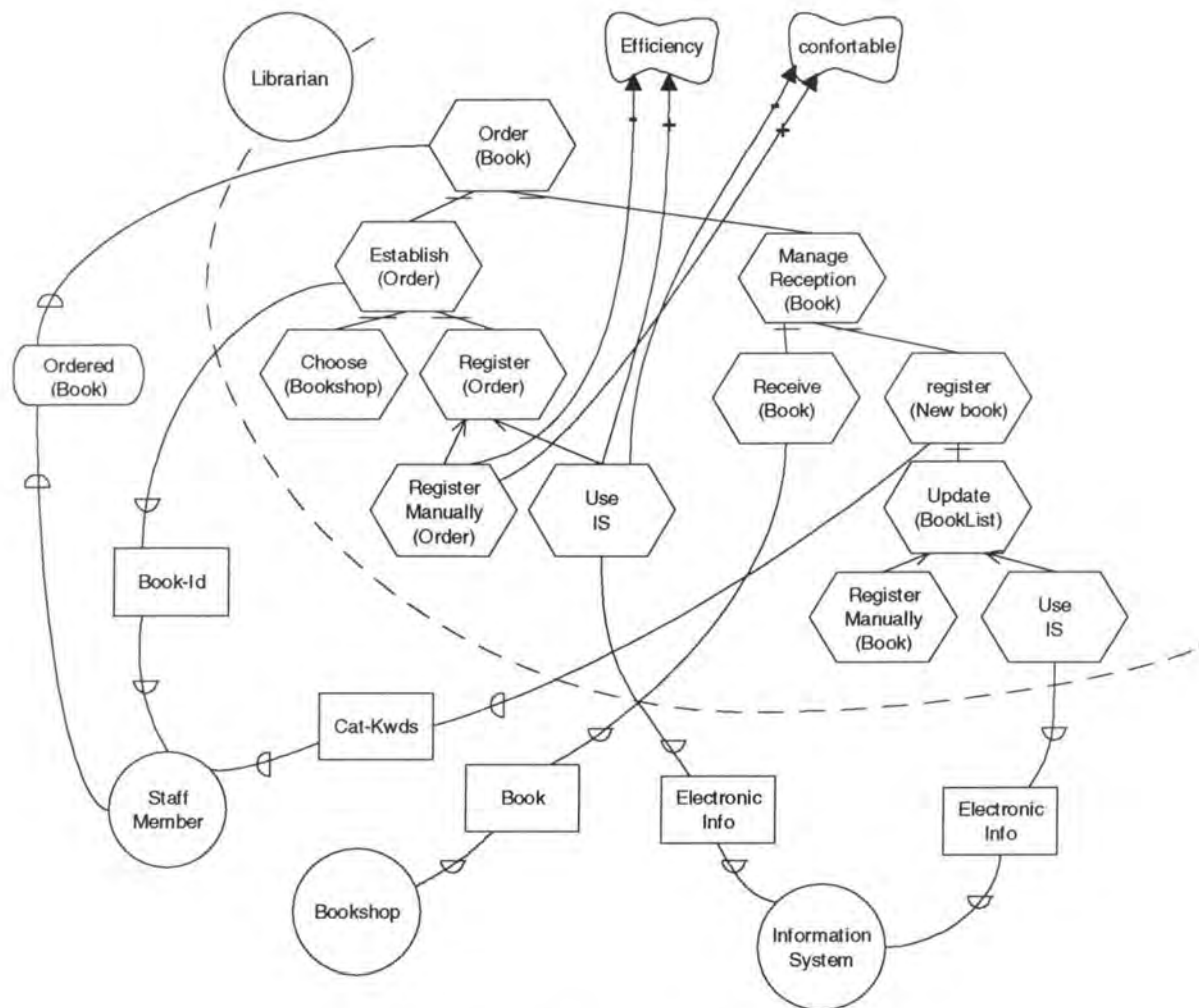 Efficiency
confortable
Librarian
-
+
-
+
Order
(Book)
Establish
(Order)
Manage
Reception
(Book)
Ordered
(Book)
Choose
(Bookshop)
Register
(Order)
Receive
(Book)
register
(New book)
Register
Manually
(Order)
Use
IS
Update
(BookList)
Book-Id
Register
Manually
(Book)
Use
IS
Cat-Kwds
Staff
Member
Book
Electronic
Info
Electronic
Info
Bookshop
Information
System